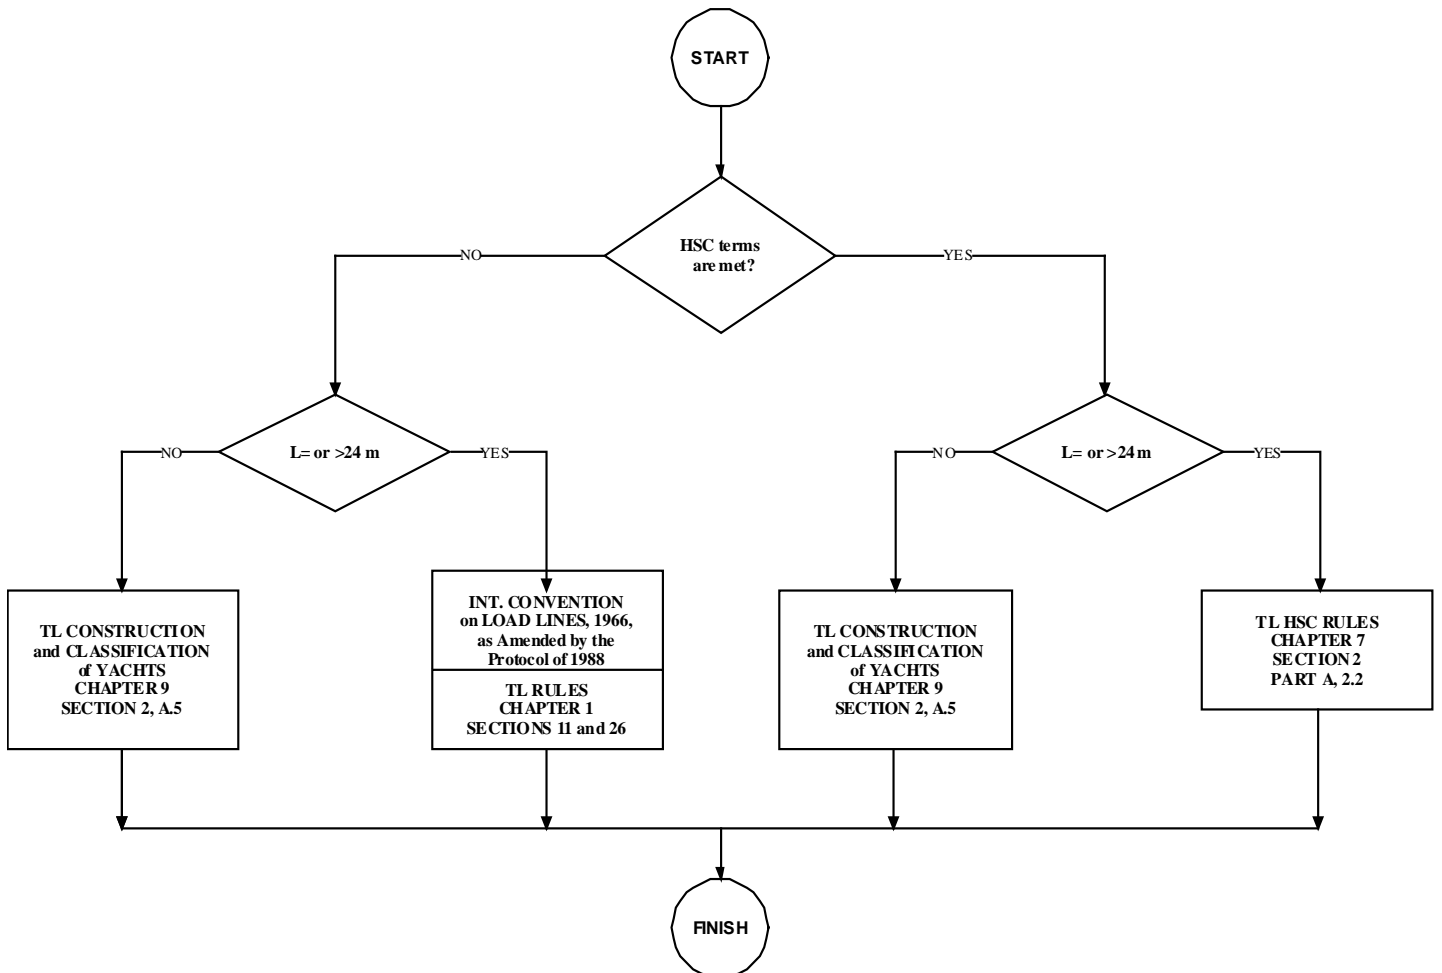 START
HSC terms
are met?
NO
YES
L= or >24 m
NO
YES
L= or >24 m
NO
YES
TL CONSTRUCTION
and CLASSIFICATION
of YACHTS
CHAPTER 9
SECTION 2, A.5
INT. CONVENTION
on LOAD LINES, 1966,
as Amended by the
Protocol of 1988
TL RULES
CHAPTER 1
SECTIONS 11 and 26
TL CONSTRUCTION
and CLASSIFICATION
of YACHTS
CHAPTER 9
SECTION 2, A.5
TL HSC RULES
CHAPTER 7
SECTION 2
PART A, 2.2
FINISH